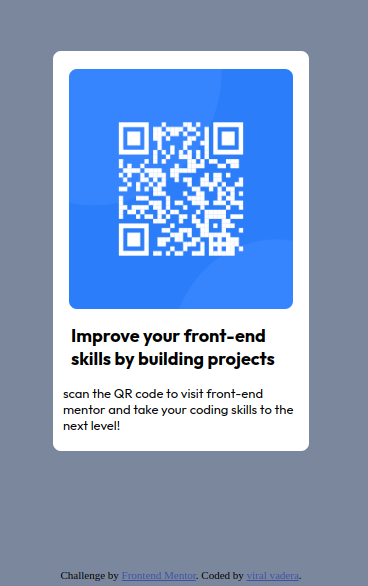 Improve your front-end
skills by building projects
scan the QR code to visit front-end
mentor and take your coding skills to the
next level!
Challenge by Frontend Mentor. Coded by viral vadera.